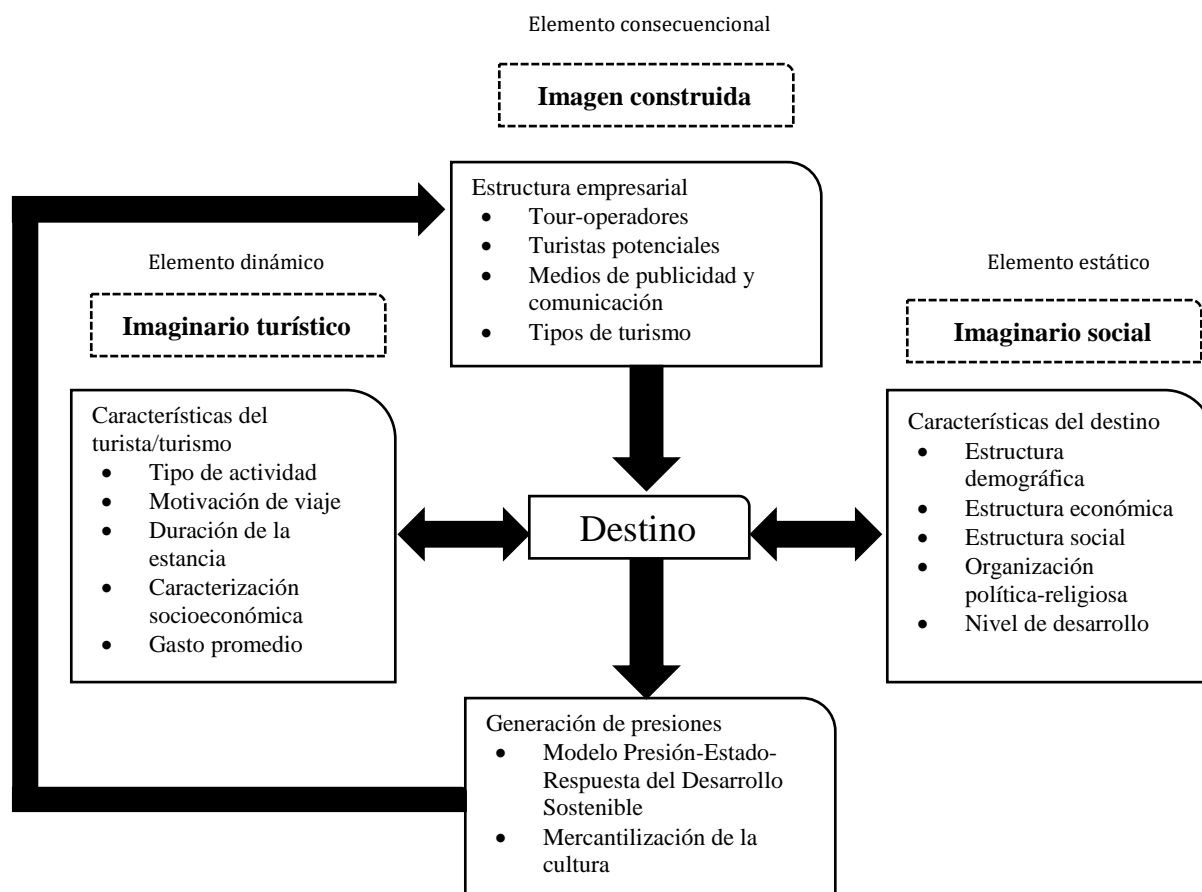 Elemento consecuencional
Imagen construida
Estructura empresarial
• Tour-operadores
• Turistas potenciales
• Medios de publicidad y
comunicación
• Tipos de turismo
Elemento dinámico
Imaginario turístico
Características del
turista/turismo
• Tipo de actividad
• Motivación de viaje
• Duración de la
estancia
• Caracterización
socioeconómica
• Gasto promedio
Destino
Elemento estático
Imaginario social
Características del destino
• Estructura
demográfica
• Estructura económica
• Estructura social
• Organización
política-religiosa
• Nivel de desarrollo
Generación de presiones
• Modelo Presión-Estado-
Respuesta del Desarrollo
Sostenible
• Mercantilización de la
cultura